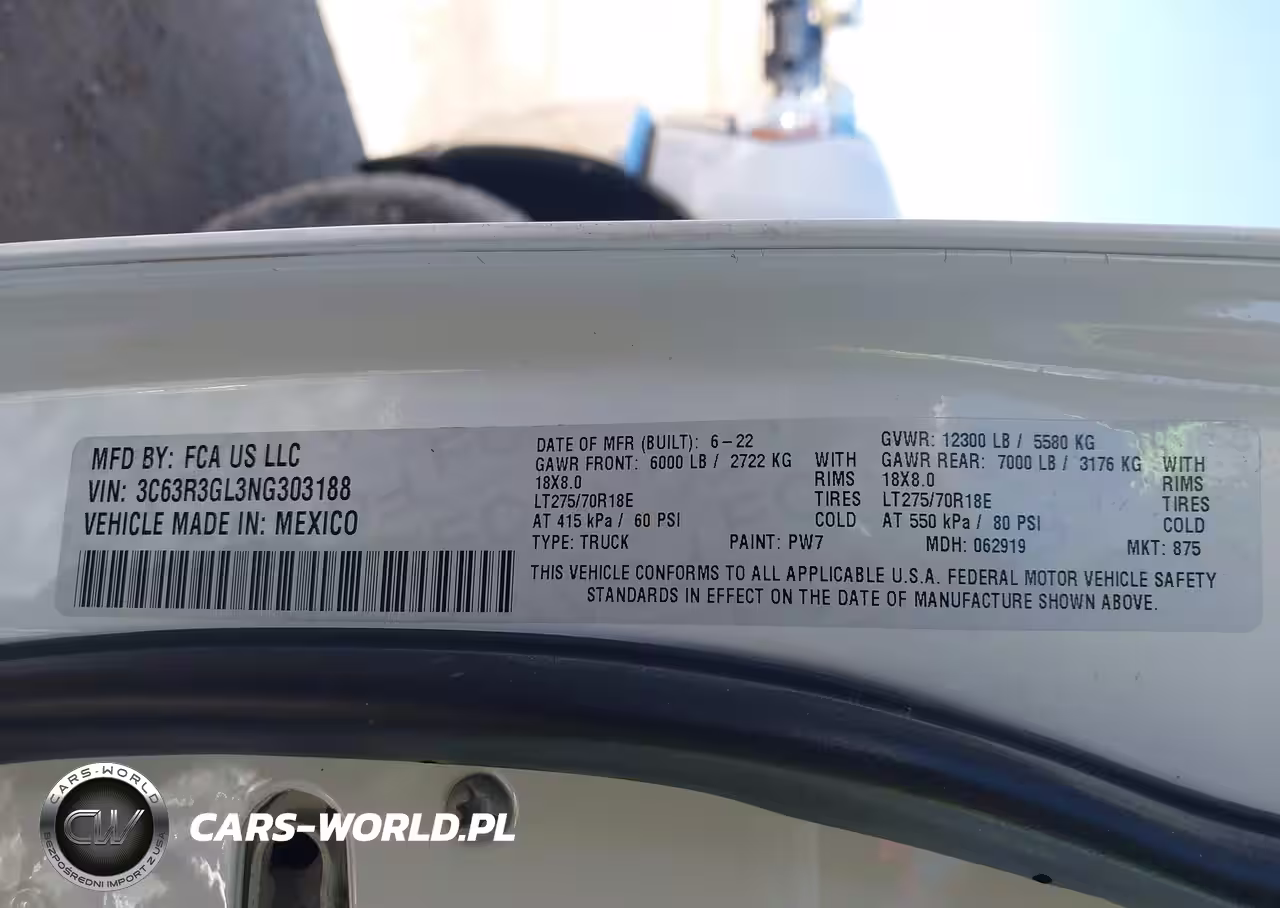 MFD BY: FCA US LLC
VIN: 3C63R3GL3NG303188
VEHICLE MADE IN: MEXICO
DATE OF MFR (BUILT): 6-22
GVWR: 12300 LB / 5580 KG
GAWR FRONT: 6000 LB / 2722 KG WITH
18X8.0 RIMS
LT275/70R18E TIRES
AT 415 kPa / 60 PSI COLD
GAWR REAR: 7000 LB / 3176 KG WITH
18X8.0 RIMS
LT275/70R18E TIRES
AT 550 kPa / 80 PSI COLD
TYPE: TRUCK PAINT: PW7 MDH: 062919 MKT: 875
THIS VEHICLE CONFORMS TO ALL APPLICABLE U.S.A. FEDERAL MOTOR VEHICLE SAFETY
STANDARDS IN EFFECT ON THE DATE OF MANUFACTURE SHOWN ABOVE.
CARS-WORLD
CW
BEZPOŚREDNI IMPORT Z USA
CARS-WORLD.PL